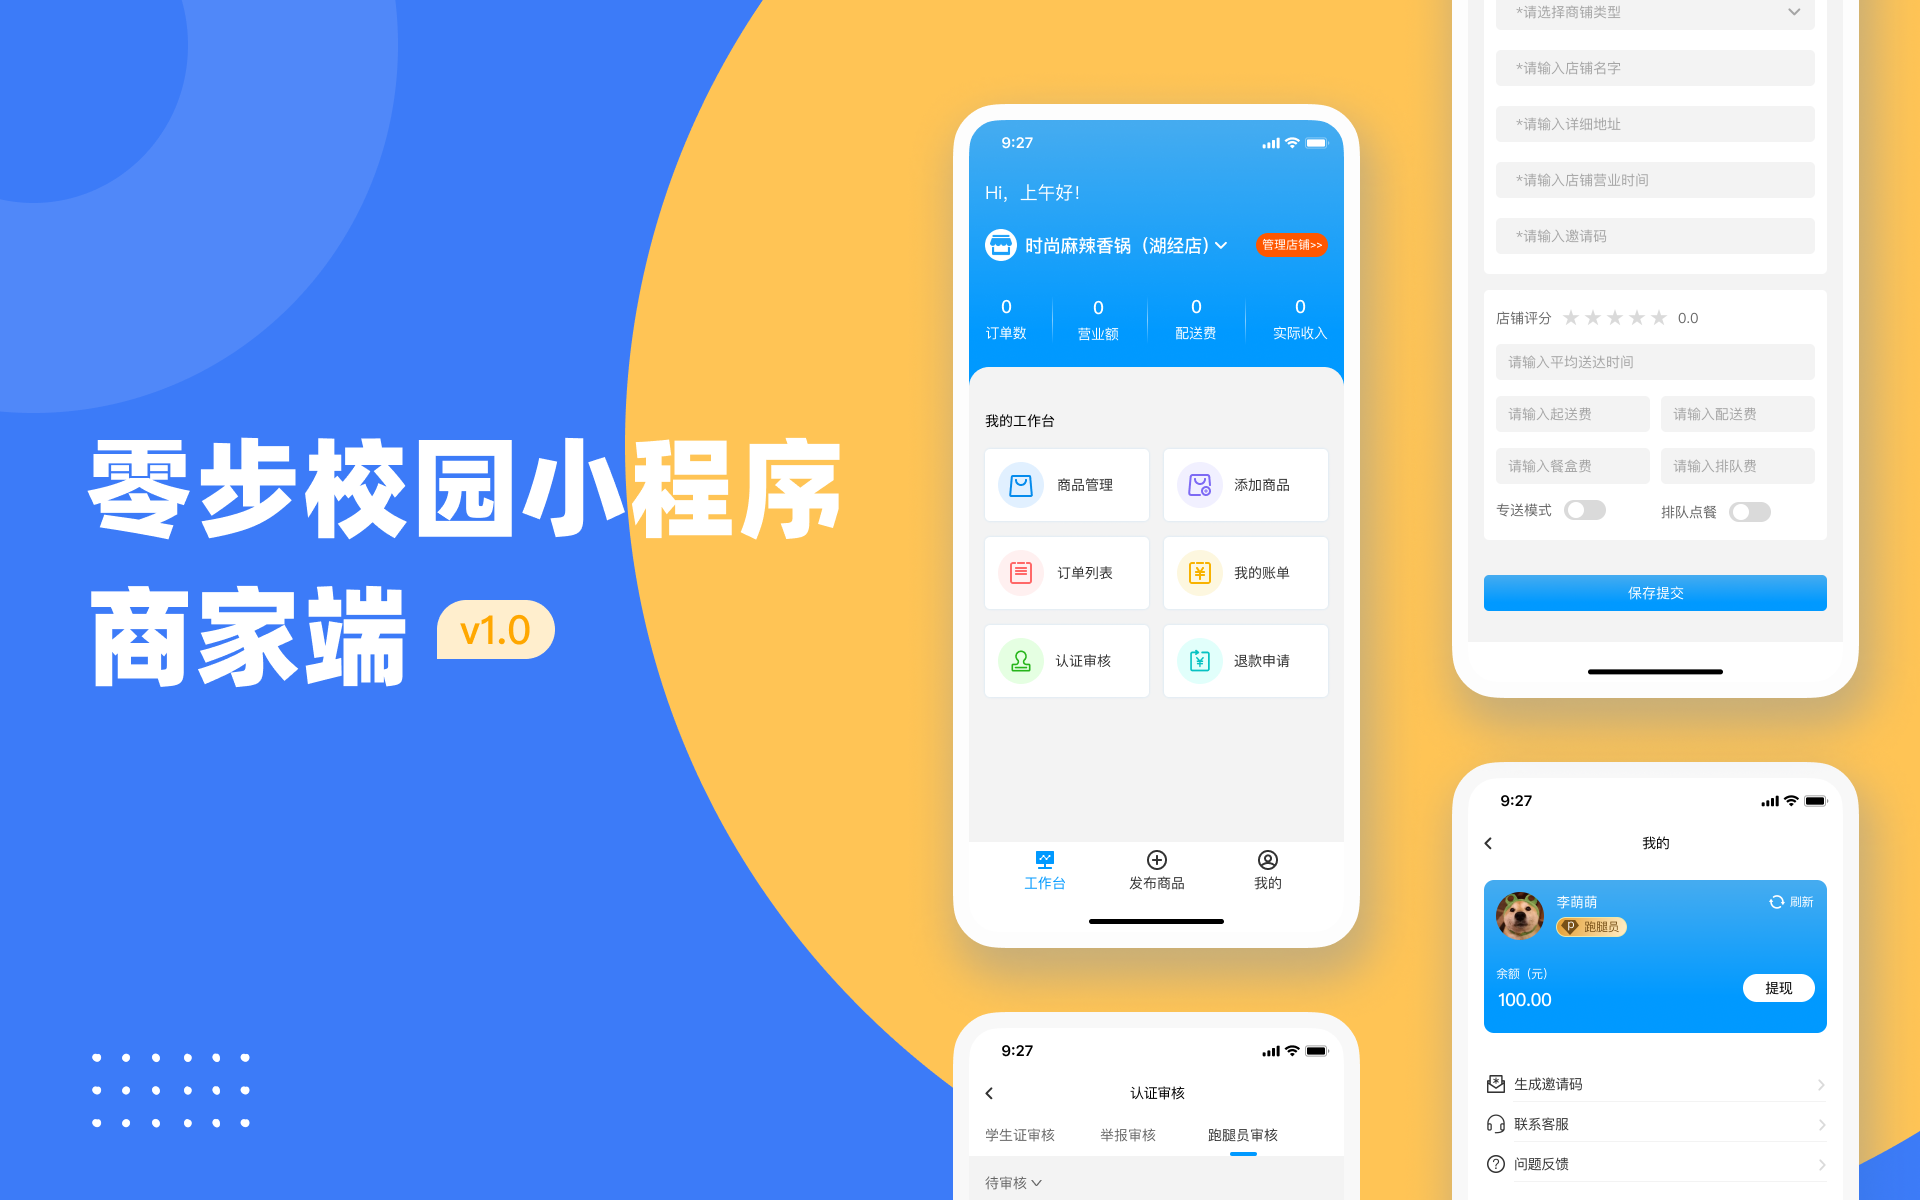 零步校园小程序
商家端
v1.0
9:27
Hi，上午好！
时尚麻辣香锅（湖经店）
管理店铺>>
0
0
0
0
订单数
营业额
配送费
实际收入
我的工作台
商品管理
添加商品
订单列表
我的账单
认证审核
退款申请
工作台
发布商品
我的
9:27
认证审核
学生证审核
举报审核
跑腿员审核
待审核
*请选择商铺类型
*请输入店铺名字
*请输入详细地址
*请输入店铺营业时间
*请输入邀请码
店铺评分
0.0
请输入平均送达时间
请输入起送费
请输入配送费
请输入餐盒费
请输入排队费
专送模式
排队点餐
保存提交
9:27
我的
李萌萌
刷新
P 跑腿员
余额（元）
100.00
提现
生成邀请码
联系客服
问题反馈